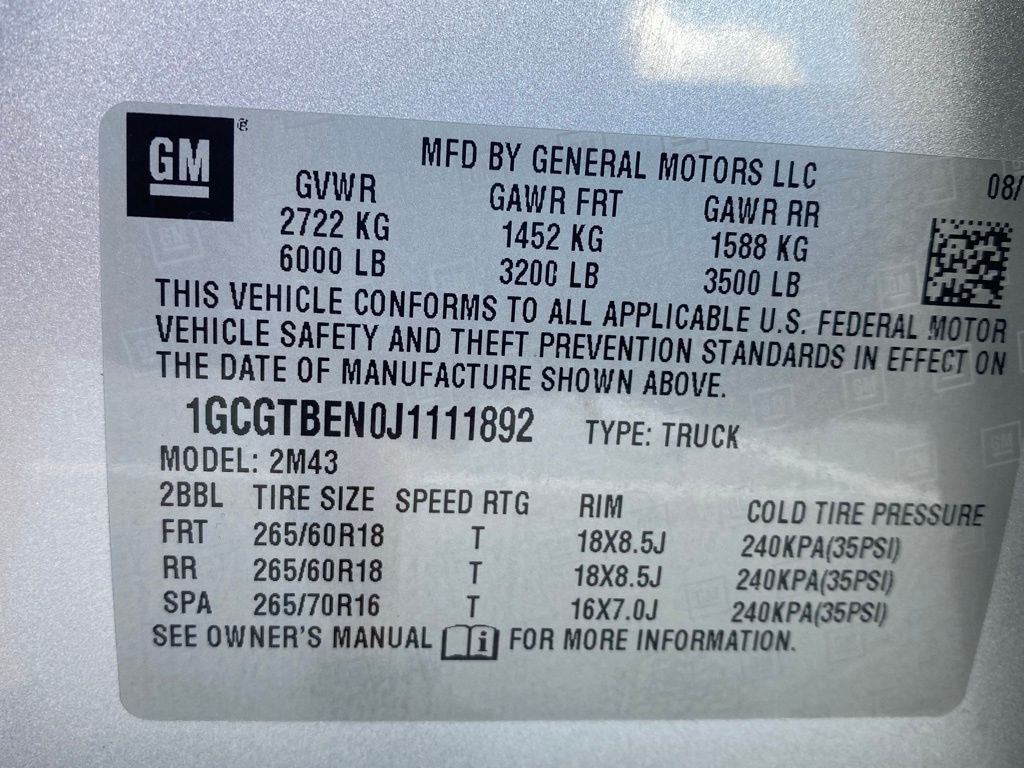 GM ®
MFD BY GENERAL MOTORS LLC 08/
GVWR GAWR FRT GAWR RR
2722 KG 1452 KG 1588 KG
6000 LB 3200 LB 3500 LB
THIS VEHICLE CONFORMS TO ALL APPLICABLE U.S. FEDERAL MOTOR
VEHICLE SAFETY AND THEFT PREVENTION STANDARDS IN EFFECT ON
THE DATE OF MANUFACTURE SHOWN ABOVE.
1GCGTBEN0J1111892 TYPE: TRUCK
MODEL: 2M43
2BBL TIRE SIZE SPEED RTG RIM COLD TIRE PRESSURE
FRT 265/60R18 T 18X8.5J 240KPA(35PSI)
RR 265/60R18 T 18X8.5J 240KPA(35PSI)
SPA 265/70R16 T 16X7.0J 240KPA(35PSI)
SEE OWNER'S MANUAL i FOR MORE INFORMATION.